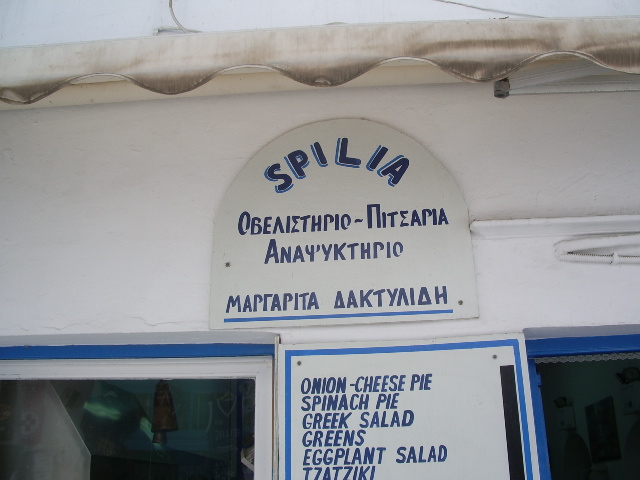 SPILIA
ΟΒΕΛΙΣΤΗΡΙΟ-ΠΙΤΣΑΡΙΑ
ΑΝΑΨΥΚΤΗΡΙΟ
ΜΑΡΓΑΡΙΤΑ ΔΑΚΤΥΛΙΔΗ
ONION-CHEESE PIE
SPINACH PIE
GREEK SALAD
GREENS
EGGPLANT SALAD
TZATZIKI